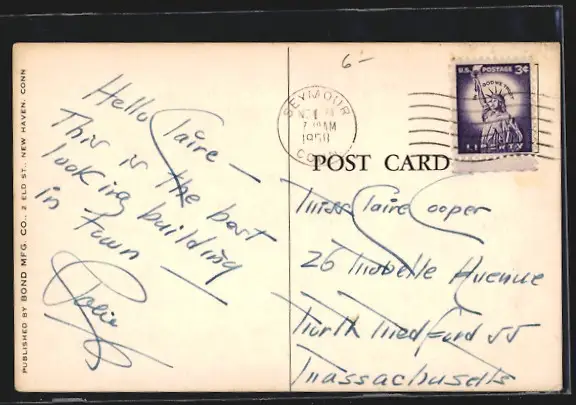 PUBLISHED BY BOND MFG. CO., 2 ELD ST., NEW HAVEN, CONN
Hello Claire —
This is the best
looking building
in town —
6-
SEYMOUR
1958
CONN
U.S. POSTAGE 3¢
IN GOD WE TRUST
LIBERTY
POST CARD
Miss Claire Cooper
26 Mabelle Avenue
North Medford 55
Massachusetts